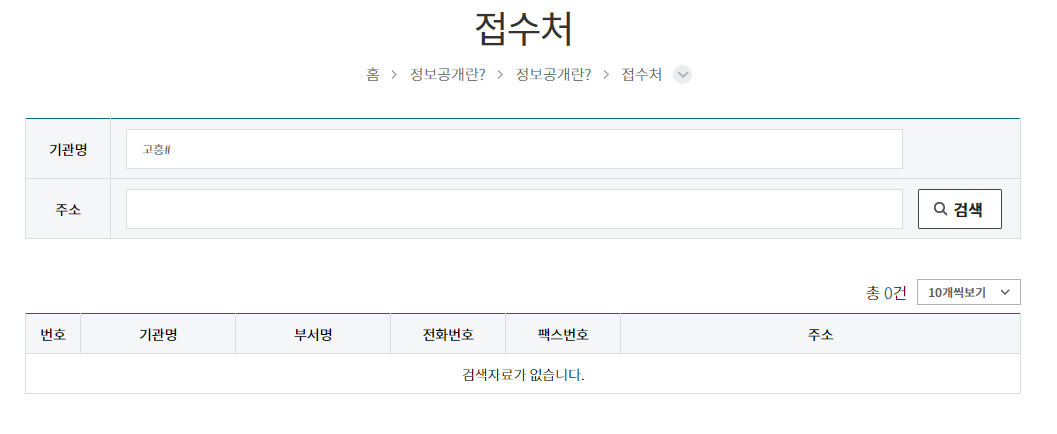 접수처
홈 > 정보공개란? > 정보공개란? > 접수처
기관명 고흥#
주소 검색
총 0건 10개씩보기
번호 기관명 부서명 전화번호 팩스번호 주소
검색자료가 없습니다.